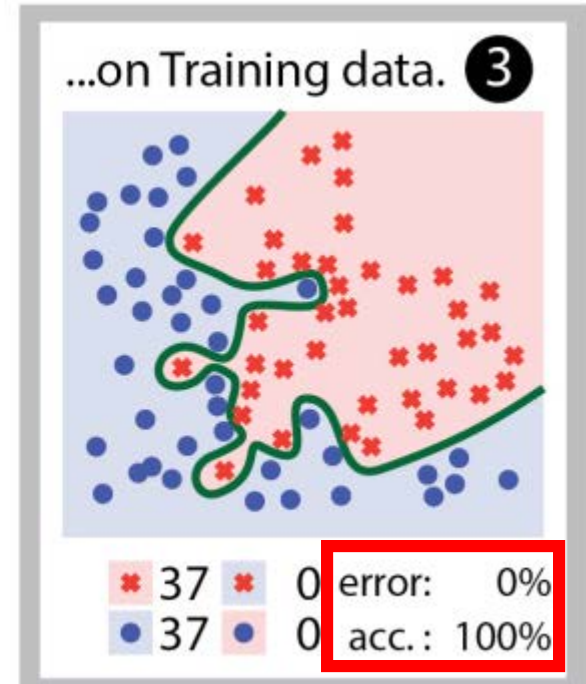 ...on Training data. 3
37 0 error: 0%
37 0 acc.: 100%